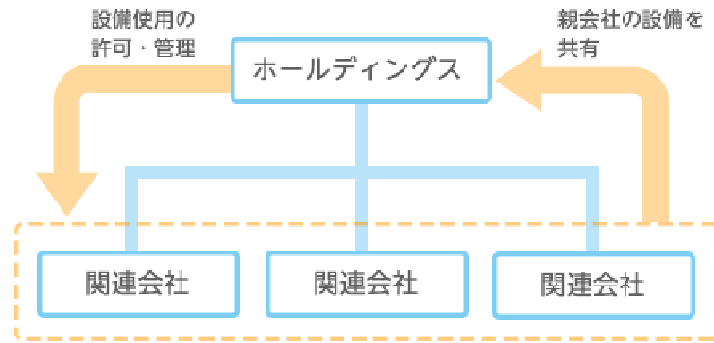 設備使用の
許可・管理
ホールディングス
親会社の設備を
共有
関連会社
関連会社
関連会社